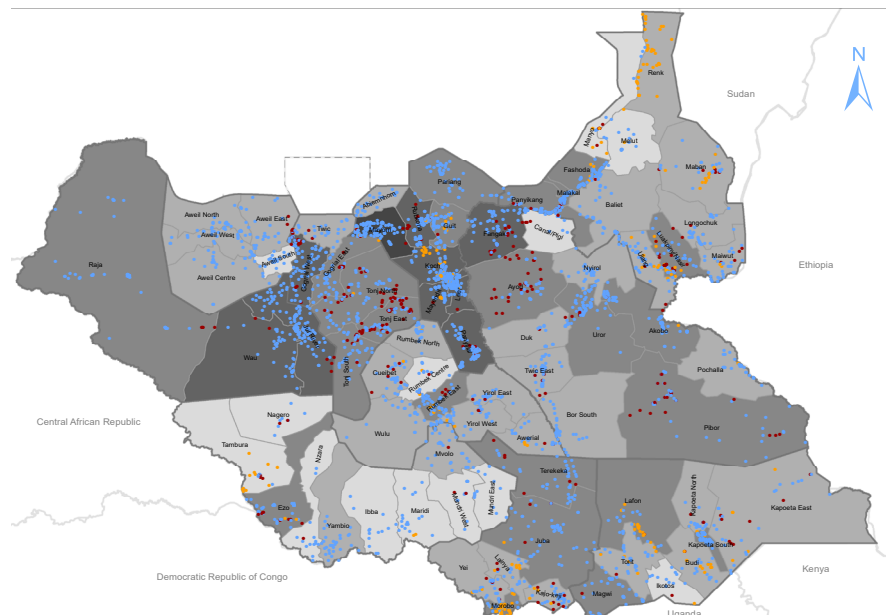 N
Sudan
Renk
Manyo
Melut
Maban
Fashoda
Pariang
Abiemnhom
Panyikang
Malakal
Baliet
Aweil North
Aweil East
Twic
Mayom
Rubkona
Guit
Fangak
Canal/Pigi
Longochuk
Aweil West
Aweil South
Gogrial West
Gogrial East
Koch
Nyirol
Ulang
Luakpiny/Nasir
Maiwut
Ethiopia
Raja
Aweil Centre
Tonj North
Mayendit
Leer
Ayod
Tonj East
Jur River
Rumbek North
Panyijiar
Duk
Uror
Akobo
Wau
Tonj South
Cueibet
Rumbek Centre
Rumbek East
Twic East
Pochalla
Yirol East
Nagero
Central African Republic
Wulu
Yirol West
Bor South
Pibor
Tambura
Nzara
Mvolo
Awerial
Terekeka
Ezo
Yambio
Ibba
Maridi
Mundri West
Mundri East
Lafon
Kapoeta North
Kapoeta East
Juba
Kapoeta South
Yei
Lainya
Torit
Budi
Kenya
Democratic Republic of Congo
Morobo
Kajo-keji
Magwi
Ikotos
Uganda